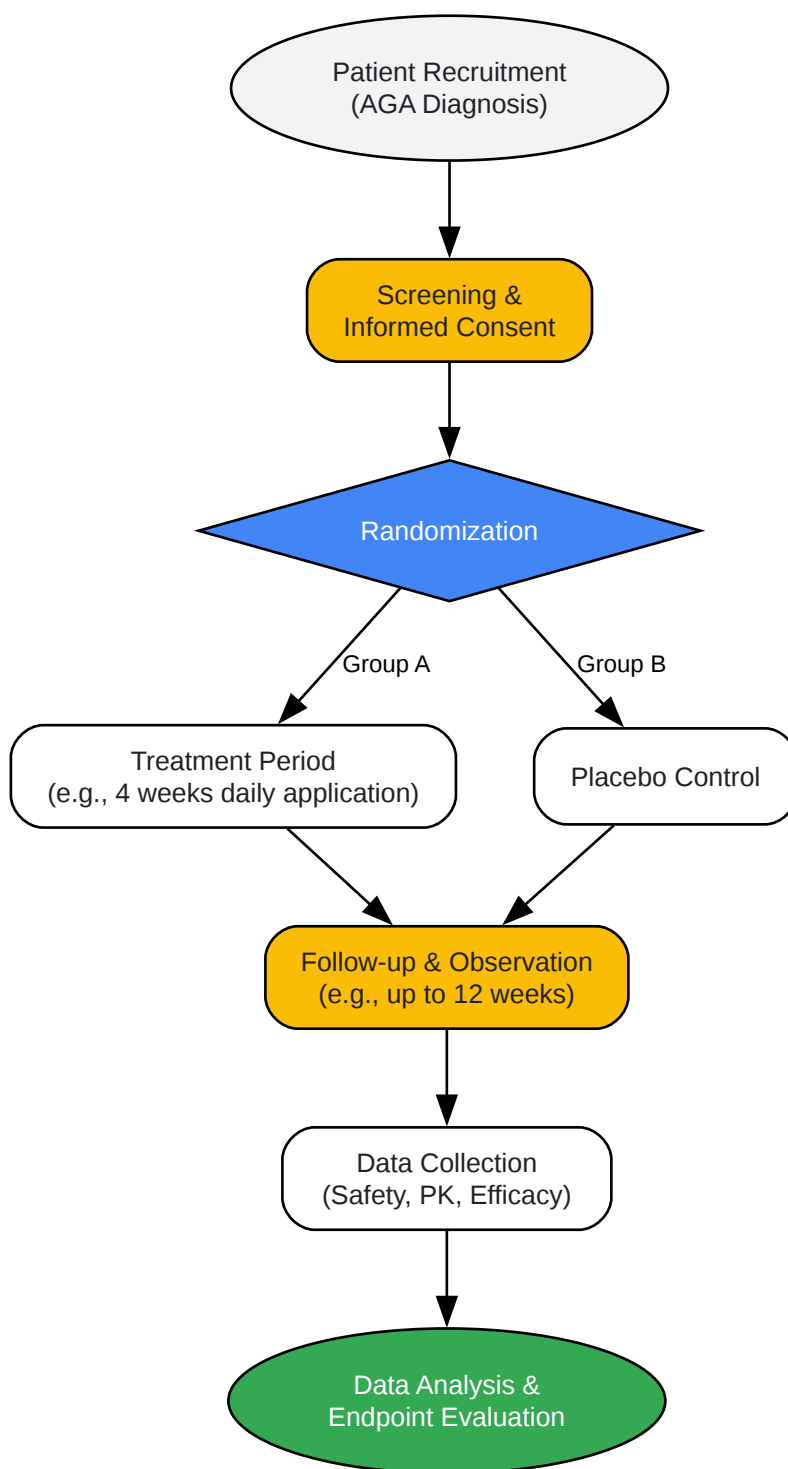 Patient Recruitment
(AGA Diagnosis)
Screening &
Informed Consent
Randomization
Group A
Group B
Treatment Period
(e.g., 4 weeks daily application)
Placebo Control
Follow-up & Observation
(e.g., up to 12 weeks)
Data Collection
(Safety, PK, Efficacy)
Data Analysis &
Endpoint Evaluation